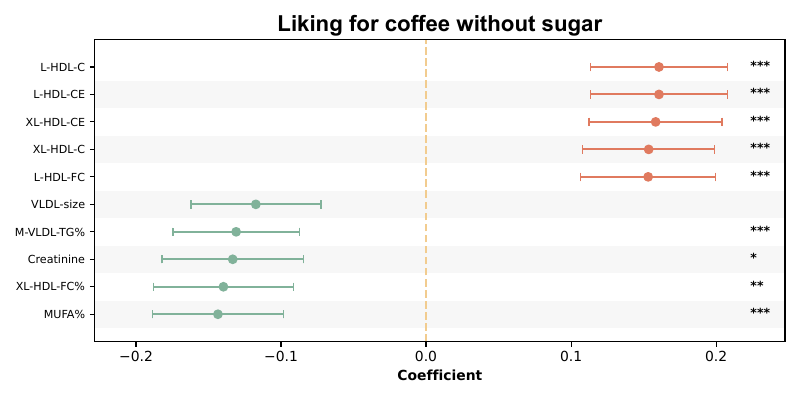 Liking for coffee without sugar
L-HDL-C ***
L-HDL-CE ***
XL-HDL-CE ***
XL-HDL-C ***
L-HDL-FC ***
VLDL-size
M-VLDL-TG% ***
Creatinine *
XL-HDL-FC% **
MUFA% ***
−0.2 −0.1 0.0 0.1 0.2
Coefficient